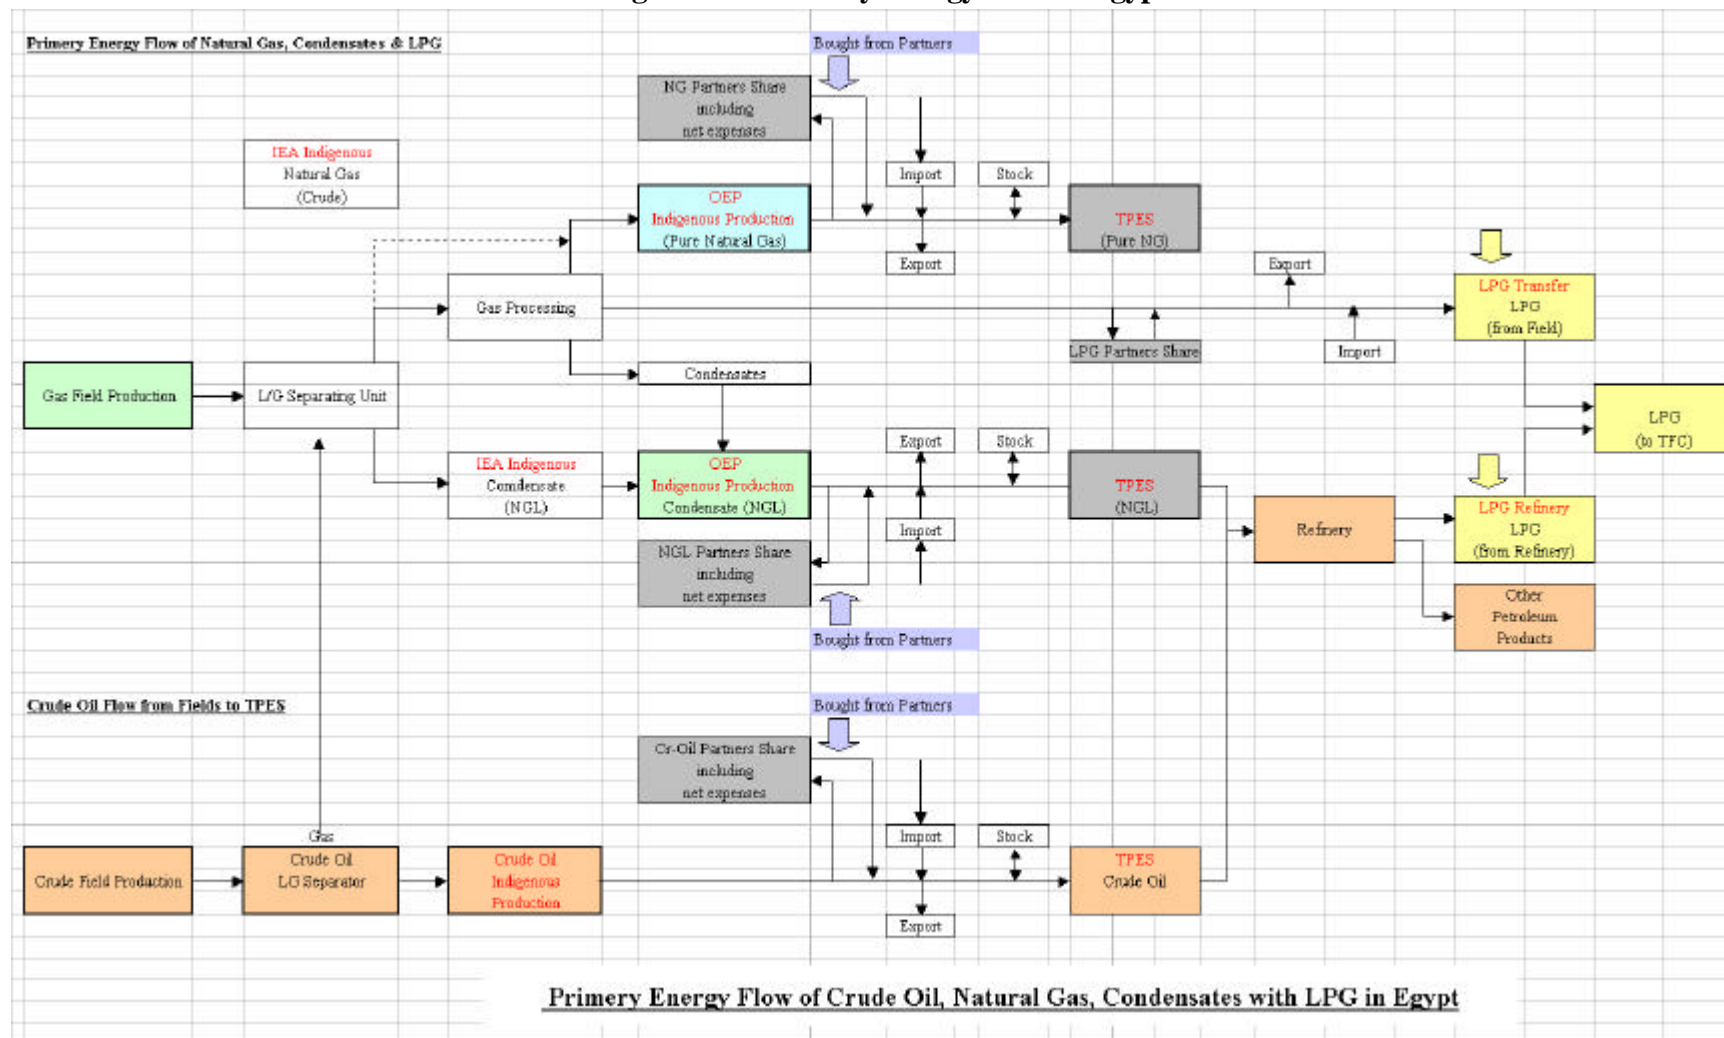 Primery Energy Flow of Natural Gas, Condensates & LPG
Bought from Partners
NG Partners Share
including
net expenses
IEA Indigenous
Natural Gas
(Crude)
Import
Stock
OEP
Indigenous Production
(Pure Natural Gas)
TPES
(Pure NG)
Export
Export
Gas Processing
LPG Transfer
LPG
(from Field)
LPG Partners Share
Import
Condensates
Gas Field Production
L/G Separating Unit
LPG
(to TFC)
Export
Stock
IEA Indigenous
Comdensate
(NGL)
OEP
Indigenous Production
Condensate (NGL)
TPES
(NGL)
Import
Refinery
LPG Refinery
LPG
(from Refinery)
NGL Partners Share
including
net expenses
Other
Petroleum
Products
Bought from Partners
Crude Oil Flow from Fields to TPES
Bought from Partners
Cr-Oil Partners Share
including
net expenses
Gas
Import
Stock
Crude Field Production
Crude Oil
LG Separator
Crude Oil
Indigenous
Production
TPES
Crude Oil
Export
Primery Energy Flow of Crude Oil, Natural Gas, Condensates with LPG in Egypt